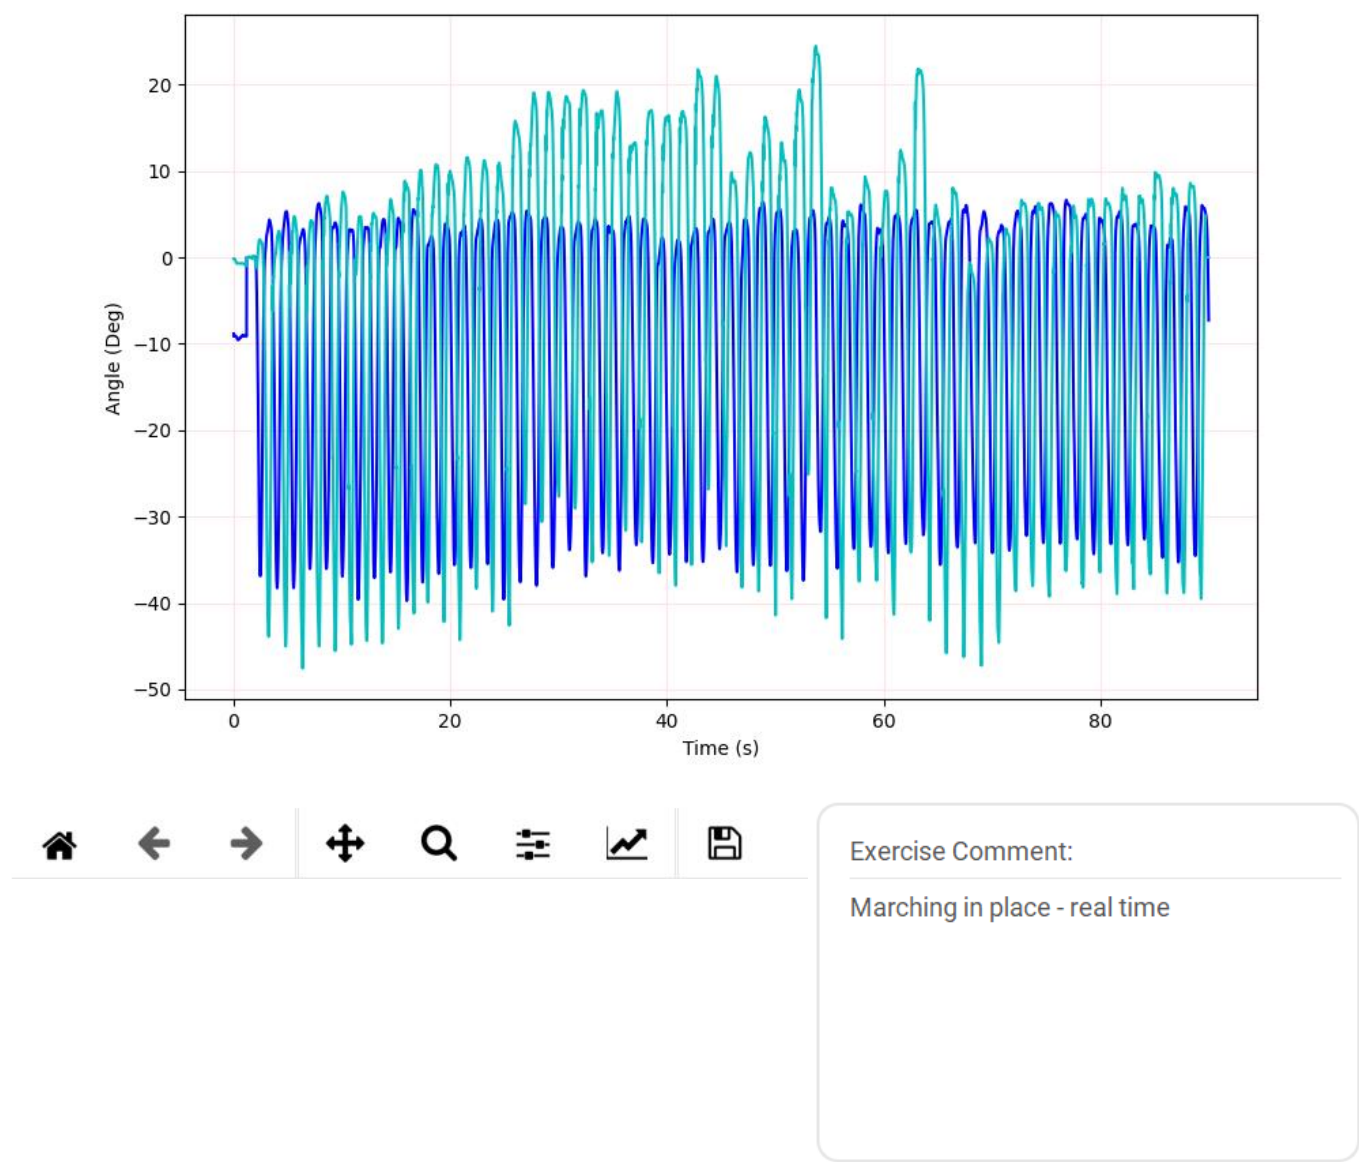 20
10
0
−10
−20
−30
−40
−50
Angle (Deg)
0 20 40 60 80
Time (s)
Exercise Comment:
Marching in place - real time